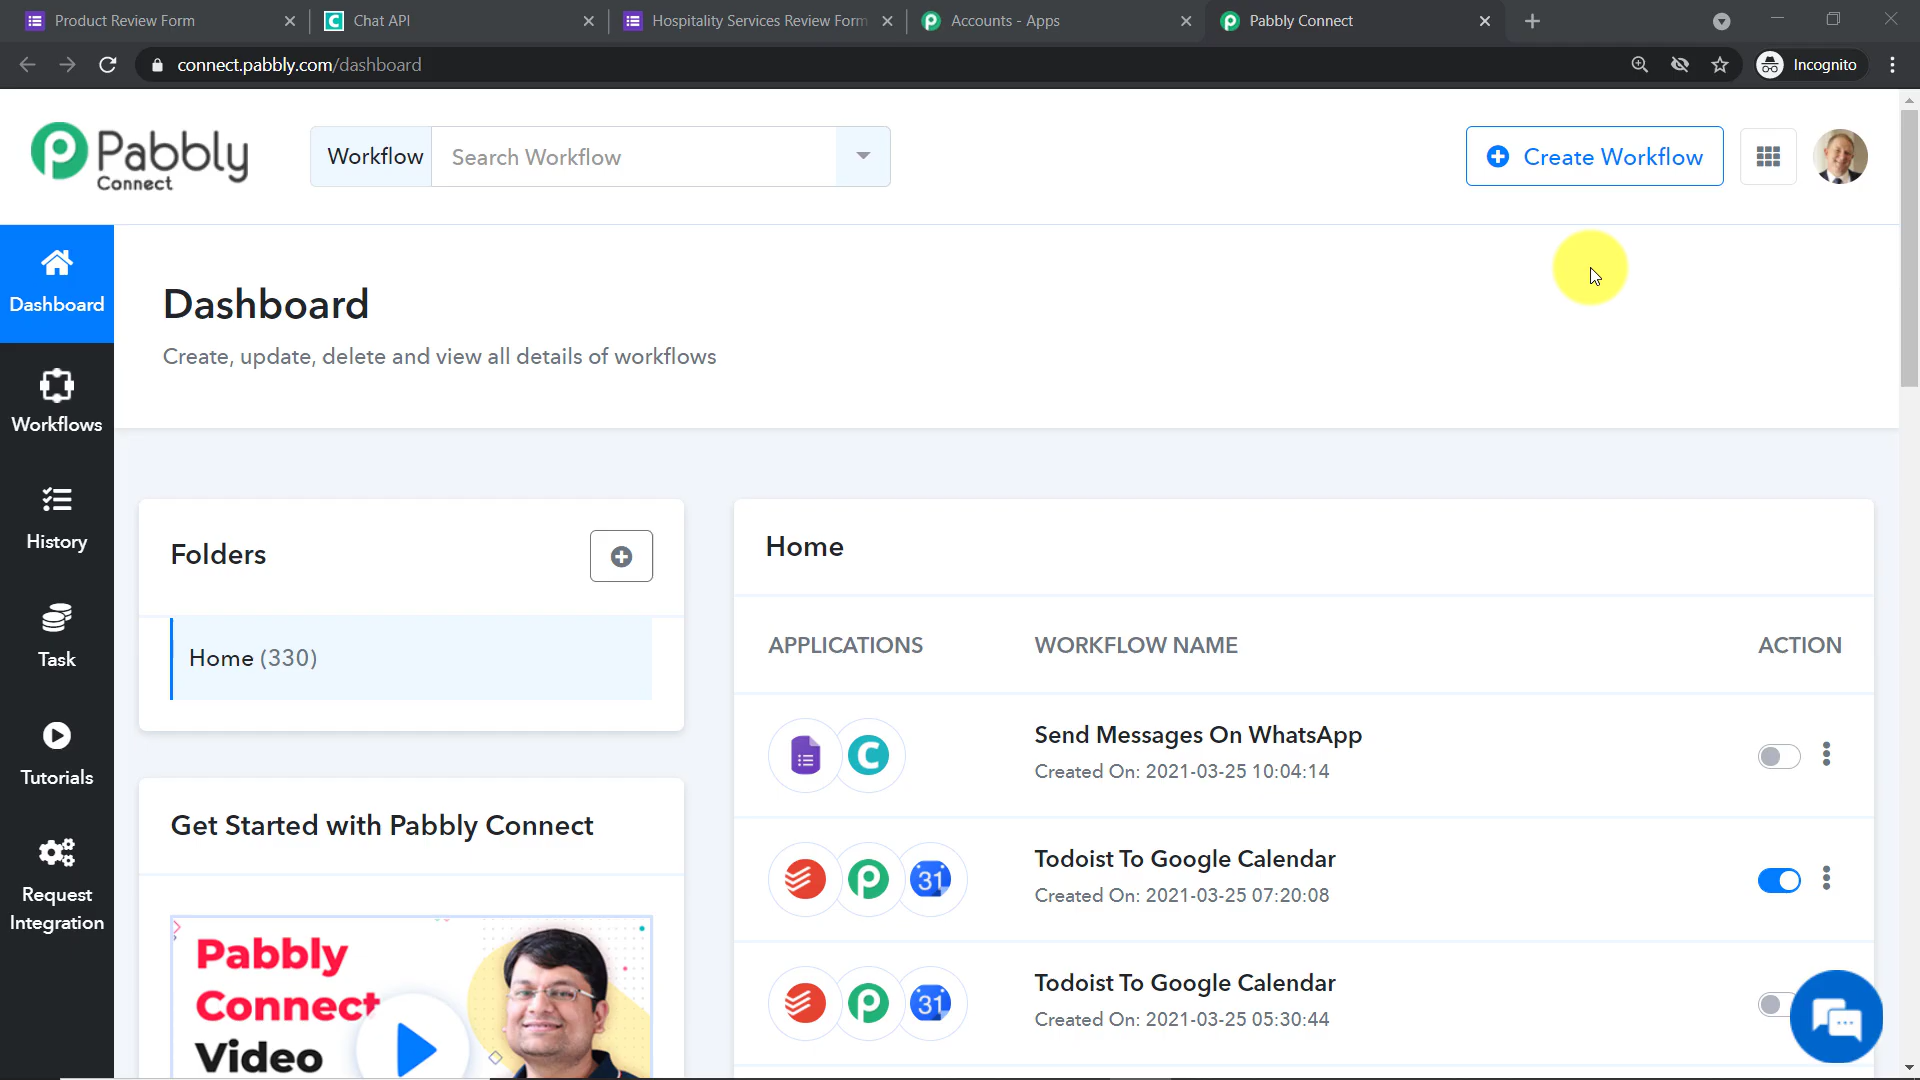 Product Review Form
Chat API
Hospitality Services Review Form
Accounts - Apps
Pabbly Connect
connect.pabbly.com/dashboard
Incognito
Pabbly
Connect
Workflow
Search Workflow
Create Workflow
Dashboard
Dashboard
Create, update, delete and view all details of workflows
Workflows
History
Task
Tutorials
Request
Integration
Folders
Home (330)
Get Started with Pabbly Connect
Pabbly
Connect
Video
Home
APPLICATIONS
WORKFLOW NAME
ACTION
Send Messages On WhatsApp
Created On: 2021-03-25 10:04:14
Todoist To Google Calendar
Created On: 2021-03-25 07:20:08
31
Todoist To Google Calendar
Created On: 2021-03-25 05:30:44
31